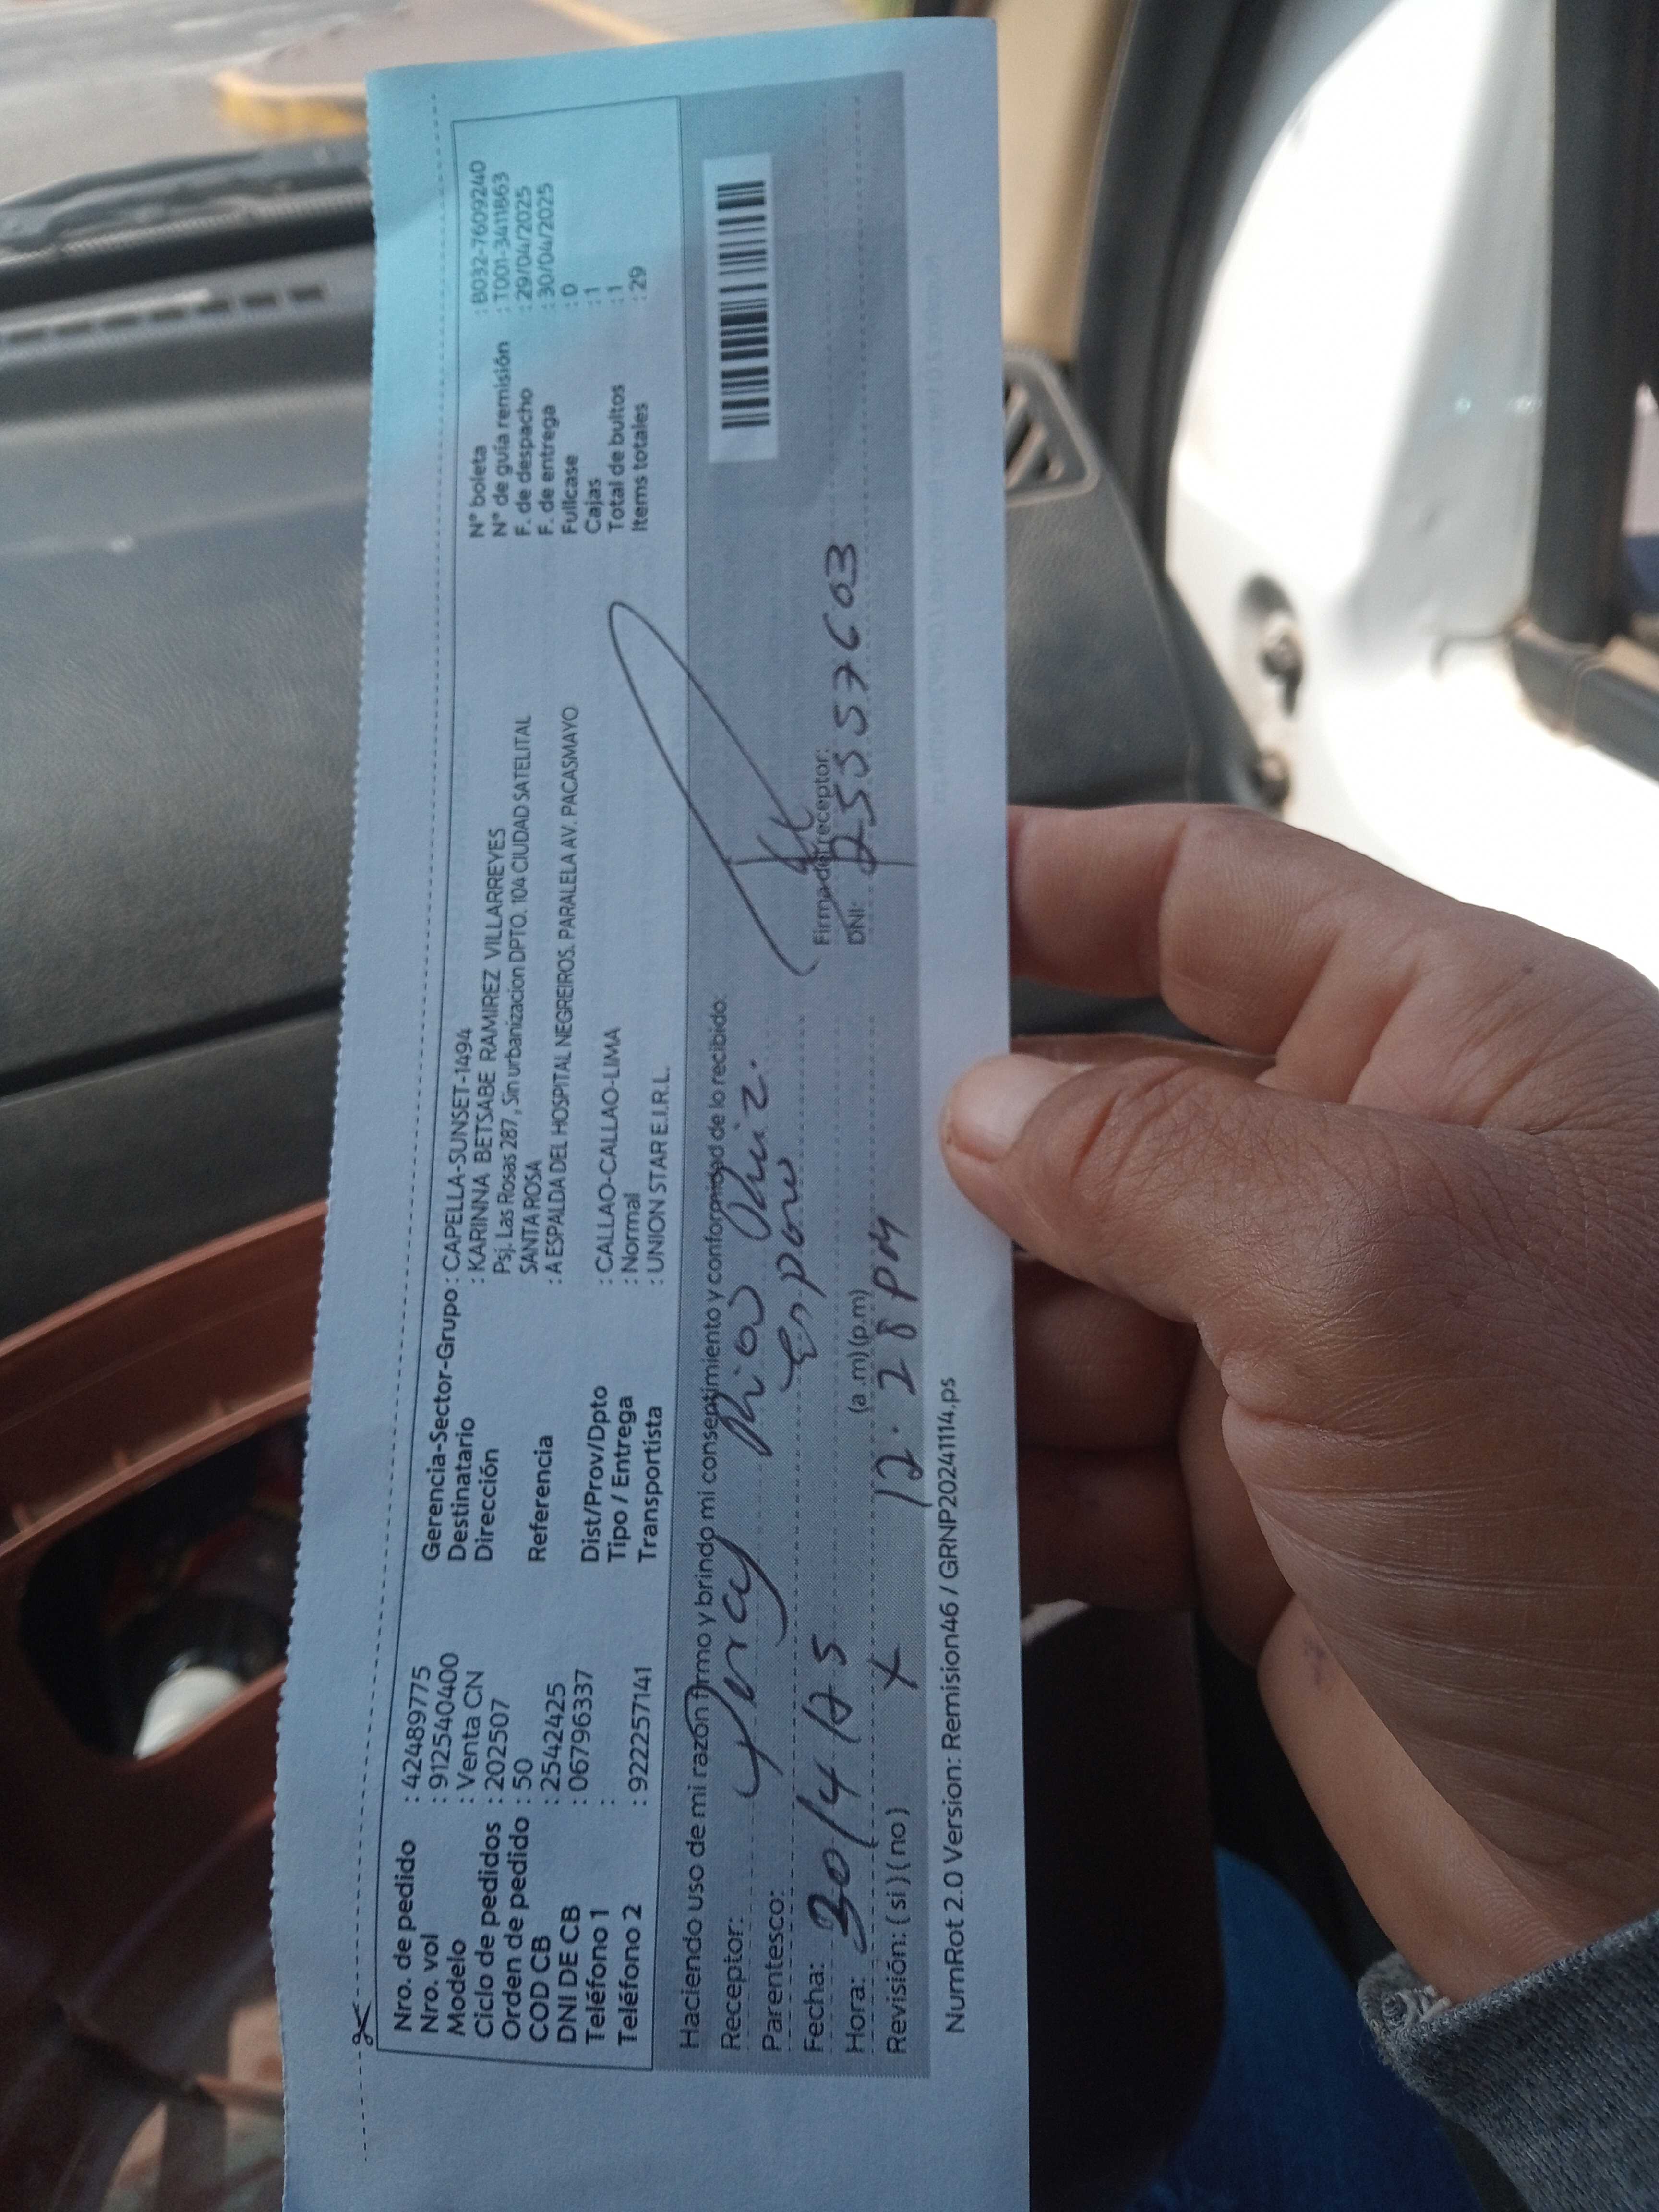 Nro. de pedido : 42489775
Nro. vol : 912540400
Modelo : Venta CN
Ciclo de pedidos : 202507
Orden de pedido : 50
COD CB : 2542425
DNI DE CB : 06796337
Teléfono 1 :
Teléfono 2 : 922257141
Gerencia-Sector-Grupo : CAPELLA-SUNSET-1494
Destinatario : KARINNA BETSABE RAMIREZ VILLARREYES
Dirección Psj. Las Rosas 287 , Sin urbanizacion DPTO. 104 CIUDAD SATELITAL
SANTA ROSA
Referencia : A ESPALDA DEL HOSPITAL NEGREIROS. PARALELA AV. PACASMAYO
Dist/Prov/Dpto : CALLAO-CALLAO-LIMA
Tipo / Entrega : Normal
Transportista : UNION STAR E.I.R.L.
N° boleta : B032-7609240
N° de guía remisión : T001-3411663
F. de despacho : 29/04/2025
F. de entrega : 30/04/2025
Fullcase : 0
Cajas : 1
Total de bultos : 1
Items totales : 29
Haciendo uso de mi razón firmo y brindo mi consentimiento y conformidad de lo recibido:
Receptor:
Parentesco:
Fecha: 30/4/25
Hora: (a .m) (p.m) 12.28 PM
Revisión: ( si ) ( no ) X
Firma del receptor:
DNI: 25557603
NumRot 2.0 Version: Remision46 / GRNP20241114.ps